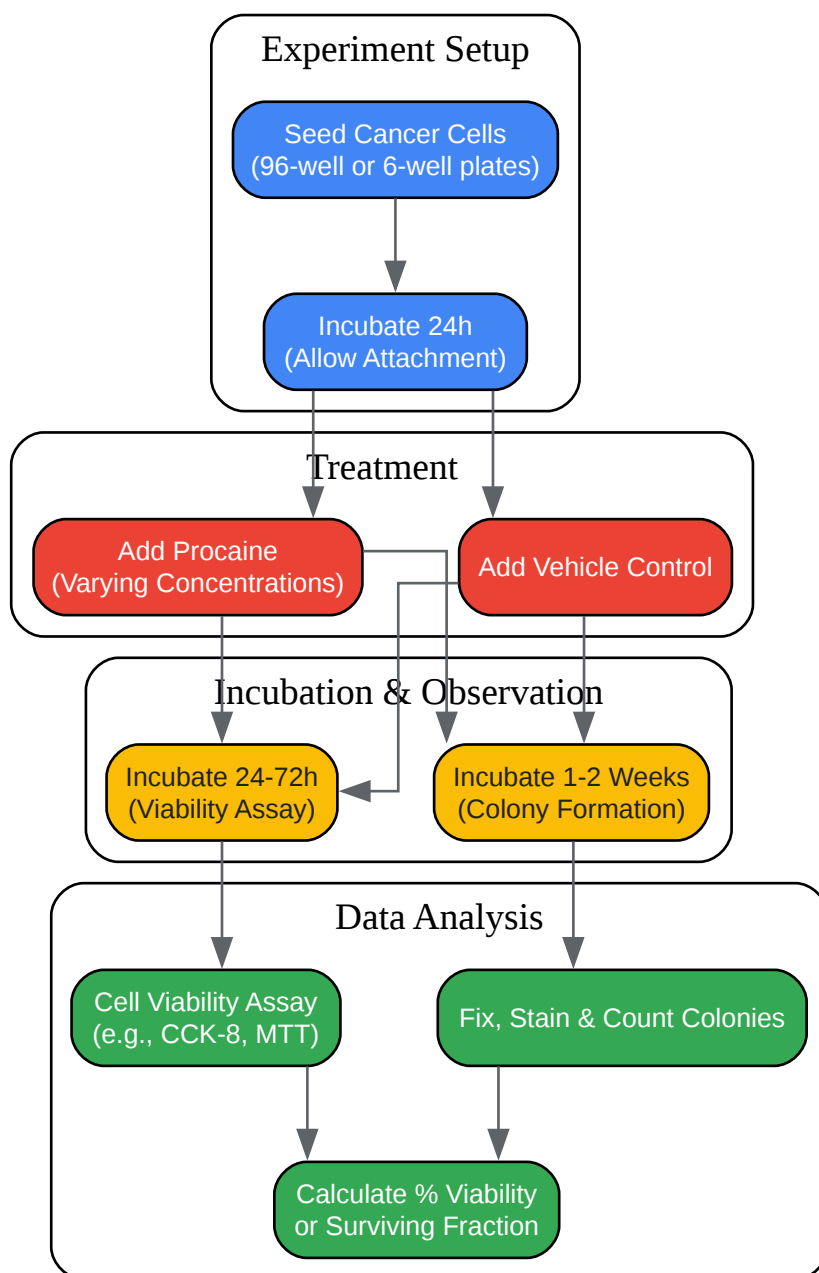 Experiment Setup
Seed Cancer Cells
(96-well or 6-well plates)
Incubate 24h
(Allow Attachment)
Treatment
Add Procaine
(Varying Concentrations)
Add Vehicle Control
Incubation & Observation
Incubate 24-72h
(Viability Assay)
Incubate 1-2 Weeks
(Colony Formation)
Data Analysis
Cell Viability Assay
(e.g., CCK-8, MTT)
Fix, Stain & Count Colonies
Calculate % Viability
or Surviving Fraction